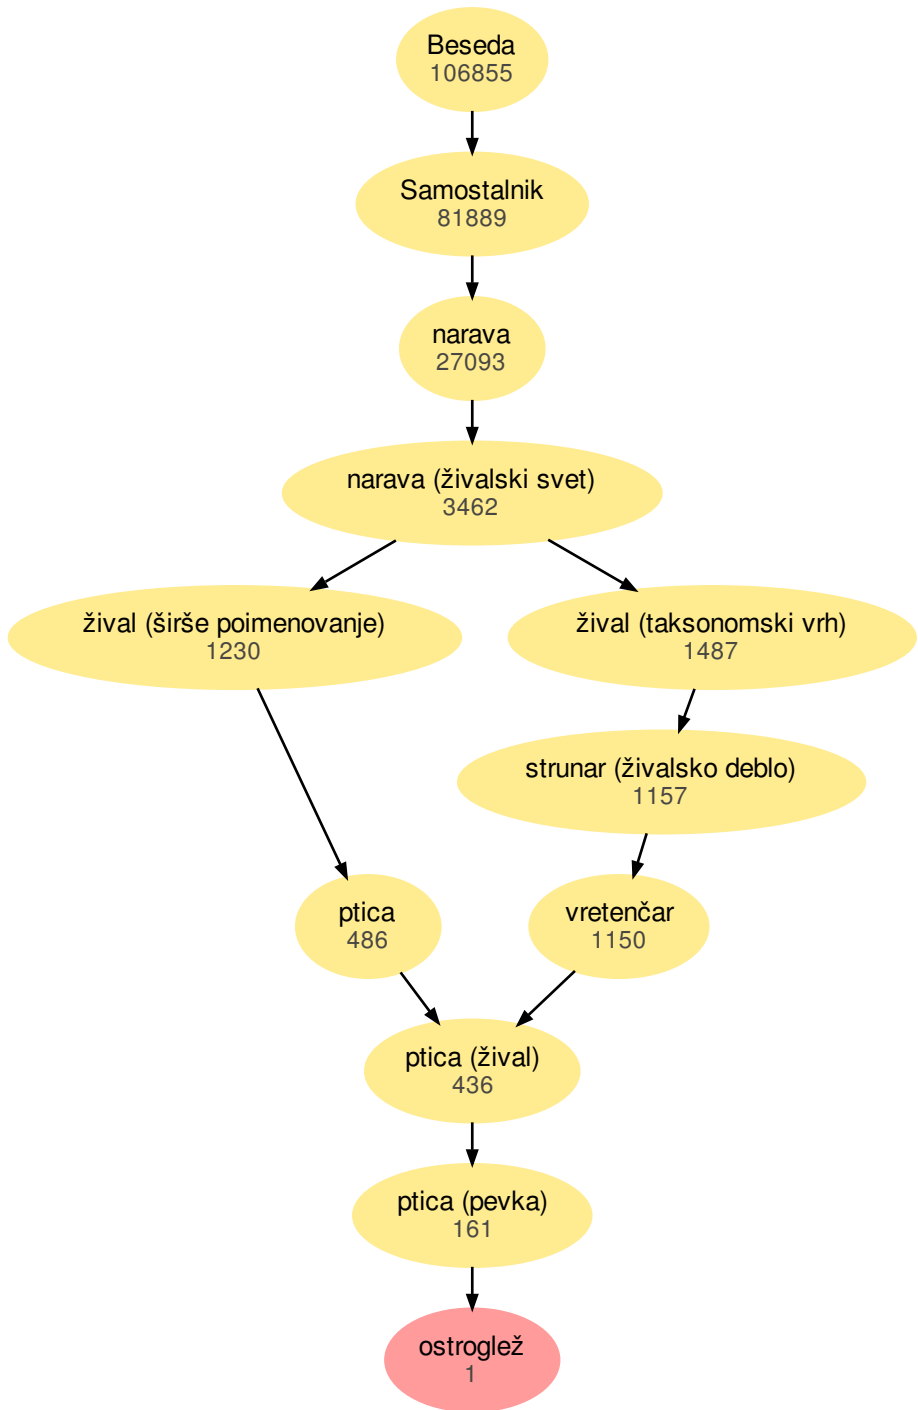 Beseda
106855
Samostalnik
81889
narava
27093
narava (živalski svet)
3462
žival (širše poimenovanje)
1230
žival (taksonomski vrh)
1487
strunar (živalsko deblo)
1157
ptica
486
vretenčar
1150
ptica (žival)
436
ptica (pevka)
161
ostroglež
1